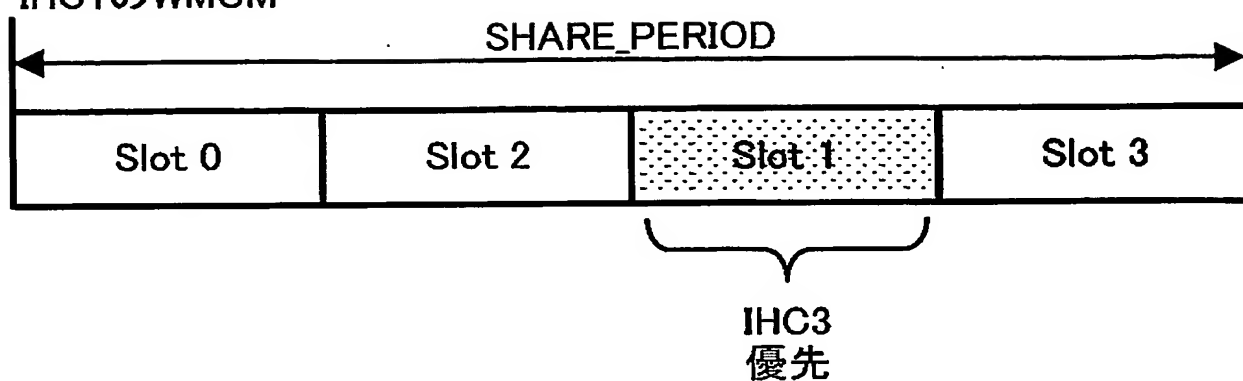 SHARE_PERIOD
Slot 0
Slot 2
Slot 1
Slot 3
IHC3
優先